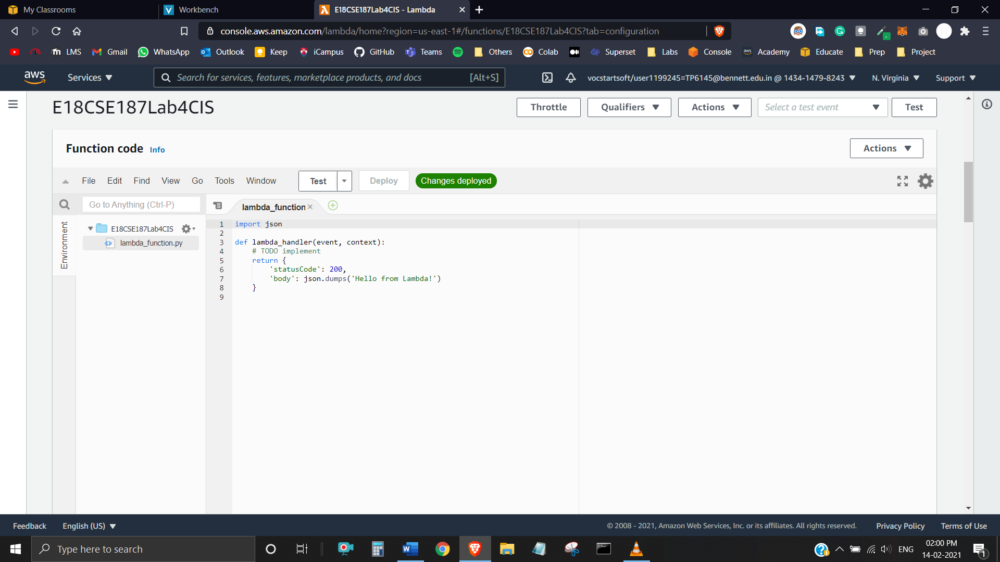 My Classrooms
Workbench
E18CSE187Lab4CIS - Lambda
console.aws.amazon.com/lambda/home?region=us-east-1#/functions/E18CSE187Lab4CIS?tab=configuration
LMS
Gmail
WhatsApp
Outlook
Keep
iCampus
GitHub
Teams
Others
Colab
Superset
Labs
Console
aws
Academy
Educate
Prep
Project
aws
Services
Search for services, features, marketplace products, and docs
[Alt+S]
vocstartsoft/user1199245=TP6145@bennett.edu.in @ 1434-1479-8243
N. Virginia
Support
E18CSE187Lab4CIS
Throttle
Qualifiers
Actions
Select a test event
Test
Function code Info
Actions
File Edit Find View Go Tools Window
Test
Deploy
Changes deployed
Go to Anything (Ctrl-P)
lambda_function
Environment
E18CSE187Lab4CIS
lambda_function.py
1 import json
2
3 def lambda_handler(event, context):
4 # TODO implement
5 return {
6 'statusCode': 200,
7 'body': json.dumps('Hello from Lambda!')
8 }
9
Feedback
English (US)
© 2008 - 2021, Amazon Web Services, Inc. or its affiliates. All rights reserved.
Privacy Policy
Terms of Use
Type here to search
ENG
02:00 PM
14-02-2021
1